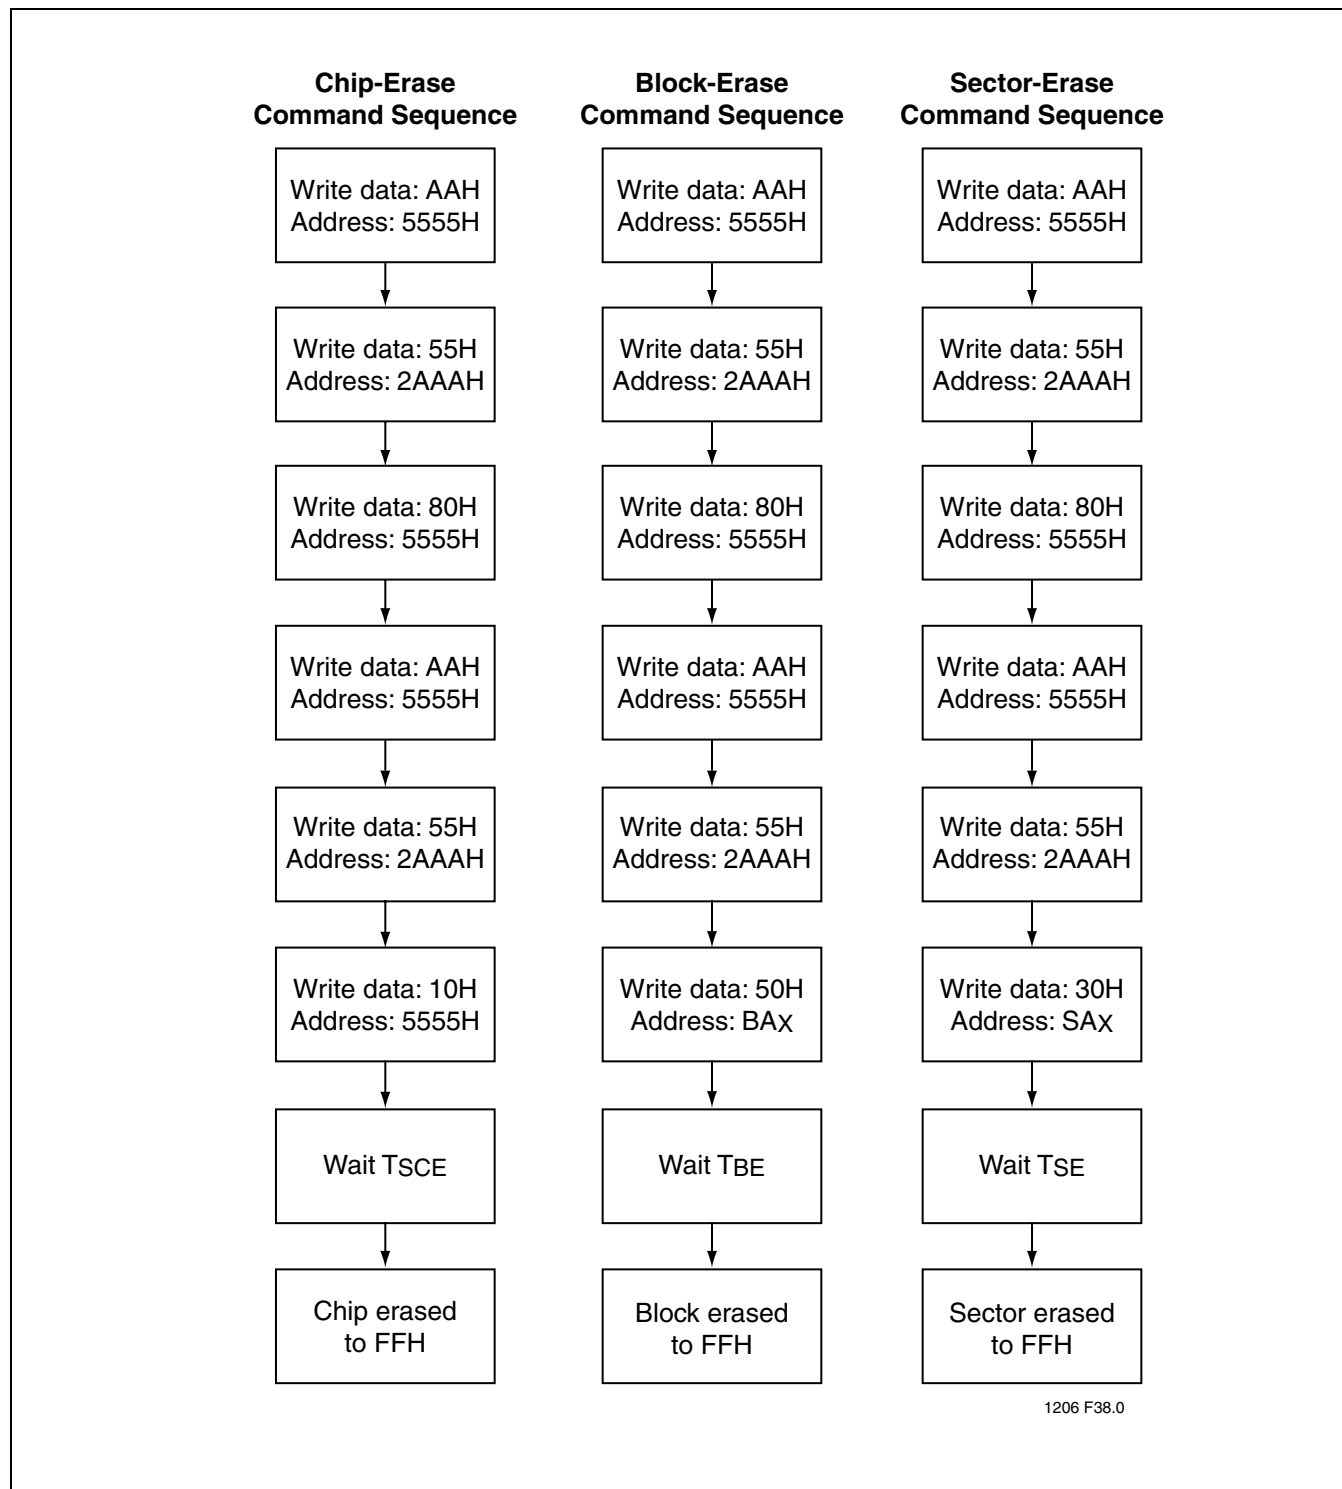 Chip-Erase
Command Sequence
Write data: AAH
Address: 5555H
Write data: 55H
Address: 2AAAH
Write data: 80H
Address: 5555H
Write data: AAH
Address: 5555H
Write data: 55H
Address: 2AAAH
Write data: 10H
Address: 5555H
Wait TSCE
Chip erased
to FFH
Block-Erase
Command Sequence
Write data: AAH
Address: 5555H
Write data: 55H
Address: 2AAAH
Write data: 80H
Address: 5555H
Write data: AAH
Address: 5555H
Write data: 55H
Address: 2AAAH
Write data: 50H
Address: BAX
Wait TBE
Block erased
to FFH
Sector-Erase
Command Sequence
Write data: AAH
Address: 5555H
Write data: 55H
Address: 2AAAH
Write data: 80H
Address: 5555H
Write data: AAH
Address: 5555H
Write data: 55H
Address: 2AAAH
Write data: 30H
Address: SAX
Wait TSE
Sector erased
to FFH
1206 F38.0